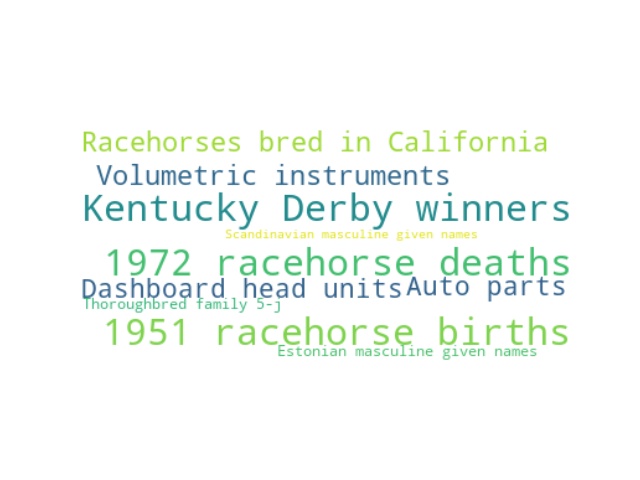 Racehorses bred in California
Volumetric instruments
Kentucky Derby winners
Scandinavian masculine given names
1972 racehorse deaths
Dashboard head units
Auto parts
Thoroughbred family 5-j
1951 racehorse births
Estonian masculine given names